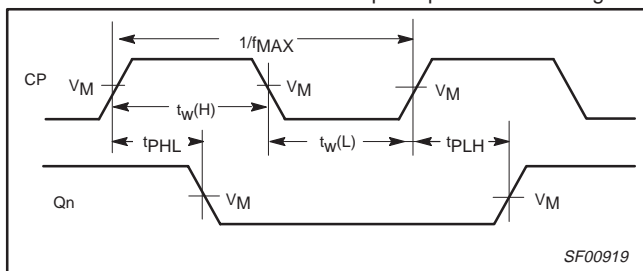 1/fMAX
CP
VM
VM
VM
tw(H)
tPHL
tw(L)
tPLH
Qn
VM
VM
SF00919